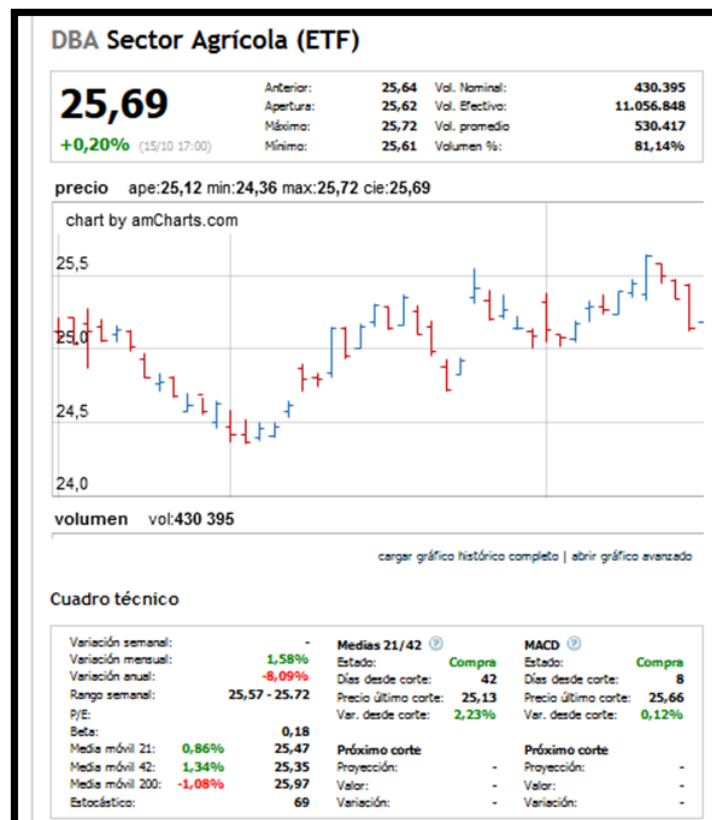 DBA Sector Agrícola (ETF)
25,69
+0,20% (15/10 17:00)
Anterior: 25,64 Vol. Nominal: 430.395
Apertura: 25,62 Vol. Efectivo: 11.056.848
Máximo: 25,72 Vol. promedio 530.417
Mínimo: 25,61 Volumen %: 81,14%
precio ape:25,12 min:24,36 max:25,72 cie:25,69
chart by amCharts.com
25,5
25,0
24,5
24,0
volumen vol:430 395
cargar gráfico histórico completo | abrir gráfico avanzado
Cuadro técnico
Variación semanal: -
Variación mensual: 1,58%
Variación anual: -8,09%
Rango semanal: 25,57 - 25.72
P/E:
Beta: 0,18
Media móvil 21: 0,86% 25,47
Media móvil 42: 1,34% 25,35
Media móvil 200: -1,08% 25,97
Estocástico: 69
Medias 21/42 ?
Estado: Compra
Días desde corte: 42
Precio último corte: 25,13
Var. desde corte: 2,23%
Próximo corte
Proyección: -
Valor: -
Variación: -
MACD ?
Estado: Compra
Días desde corte: 8
Precio último corte: 25,66
Var. desde corte: 0,12%
Próximo corte
Proyección: -
Valor: -
Variación: -